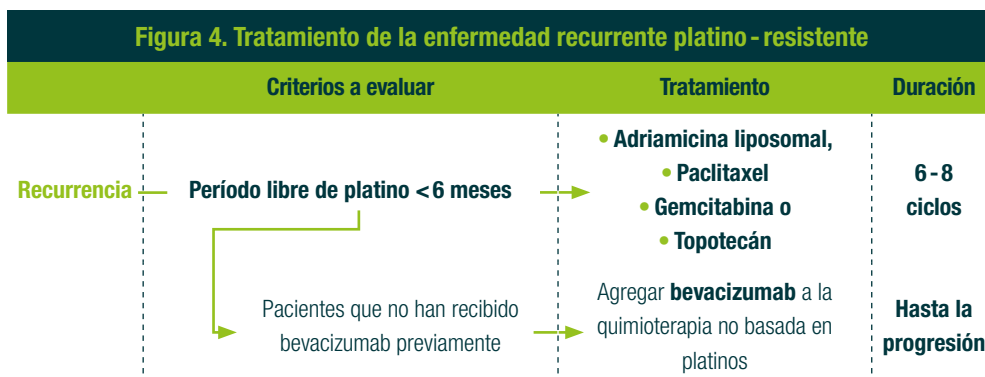 Figura 4. Tratamiento de la enfermedad recurrente platino - resistente
Criterios a evaluar
Tratamiento
Duración
Recurrencia
Período libre de platino < 6 meses
• Adriamicina liposomal,
• Paclitaxel
• Gemcitabina o
• Topotecán
6 - 8
ciclos
Pacientes que no han recibido
bevacizumab previamente
Agregar bevacizumab a la
quimioterapia no basada en
platinos
Hasta la
progresión